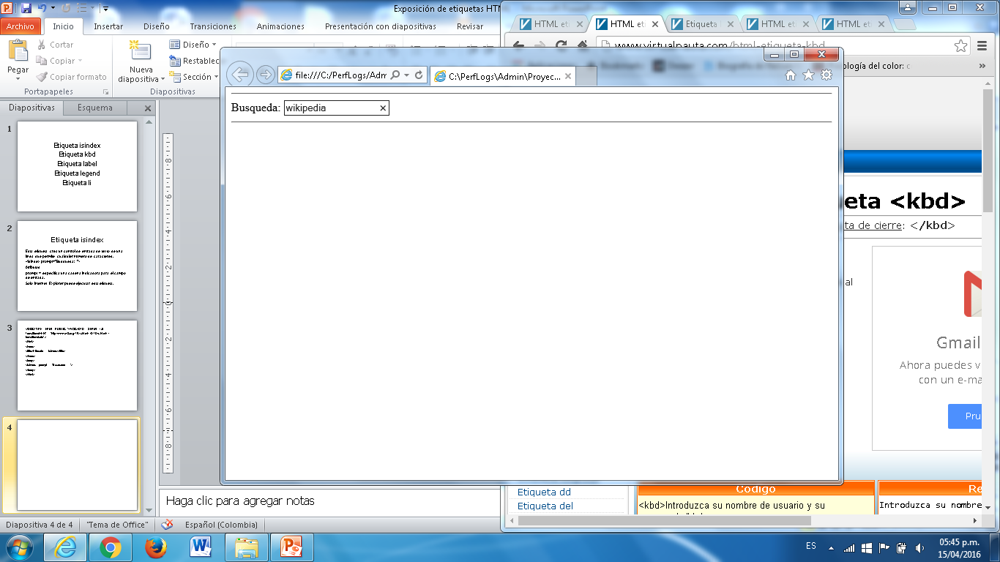 Exposición de etiquetas HTM
Archivo Inicio Insertar Diseño Transiciones Animaciones Presentación con diapositivas Revisar
Pegar
Cortar
Copiar
Copiar formato
Portapapeles
Nueva diapositiva
Diseño
Restablec
Sección
Diapositivas
Diapositivas Esquema
1
Etiqueta isindex
Etiqueta kbd
Etiqueta label
Etiqueta legend
Etiqueta li
2
Etiqueta isindex
3
4
HTML et HTML et Etiqueta HTML et HTML et
www.virtualnauta.com/html-etiqueta-kbd
ología del color: c
file:///C:/PerfLogs/Adm
C:\PerfLogs\Admin\Proyec...
Busqueda: wikipedia
eta <kbd>
ta de cierre: </kbd>
al
Gmail
Ahora puedes v
con un e-ma
Pru
Etiqueta dd
Etiqueta del
Código
Re
<kbd>Introduzca su nombre de usuario y su
Introduzca su nombre
Haga clic para agregar notas
Diapositiva 4 de 4 "Tema de Office" Español (Colombia)
ES
05:45 p.m.
15/04/2016